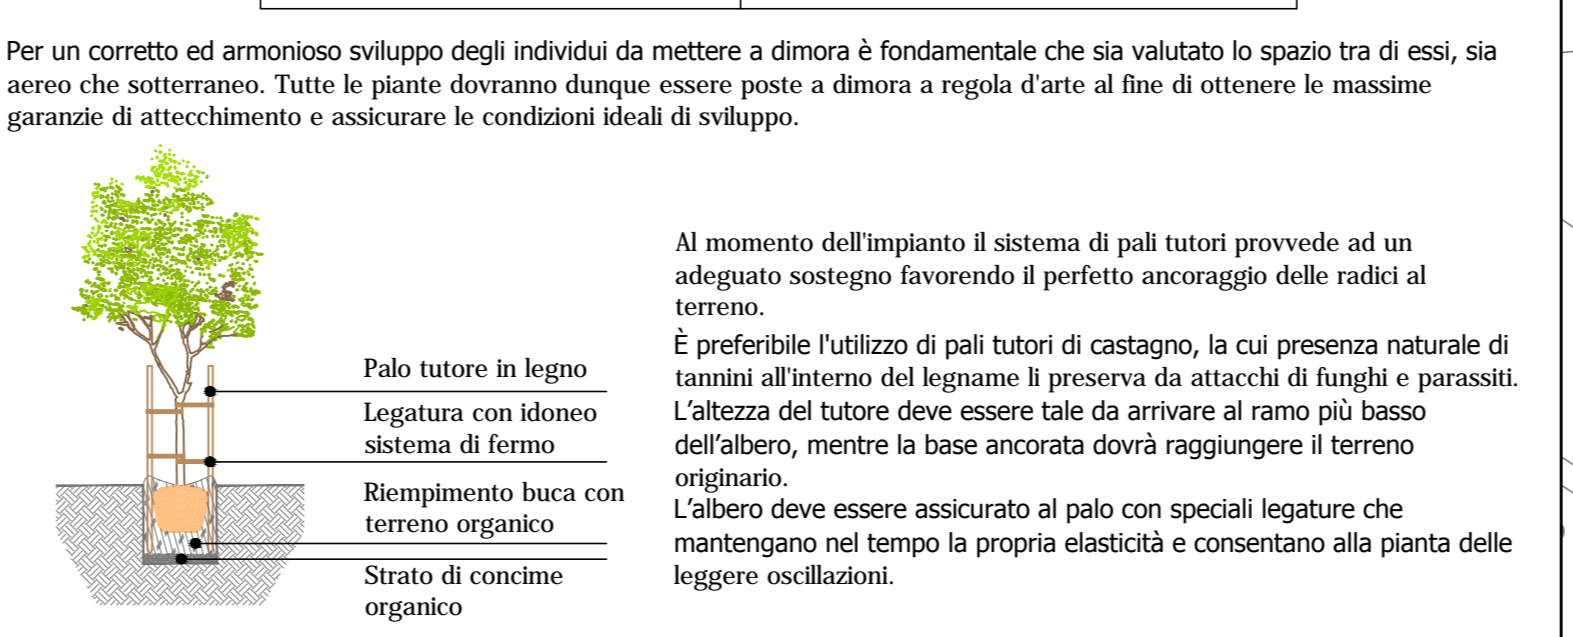 Per un corretto ed armonioso sviluppo degli individui da mettere a dimora è fondamentale che sia valutato lo spazio tra di essi, sia
aereo che sotterraneo. Tutte le piante dovranno dunque essere poste a dimora a regola d'arte al fine di ottenere le massime
garanzie di attecchimento e assicurare le condizioni ideali di sviluppo.
Palo tutore in legno
Legatura con idoneo
sistema di fermo
Riempimento buca con
terreno organico
Strato di concime
organico
Al momento dell'impianto il sistema di pali tutori provvede ad un
adeguato sostegno favorendo il perfetto ancoraggio delle radici al
terreno.
È preferibile l'utilizzo di pali tutori di castagno, la cui presenza naturale di
tannini all'interno del legname li preserva da attacchi di funghi e parassiti.
L’altezza del tutore deve essere tale da arrivare al ramo più basso
dell’albero, mentre la base ancorata dovrà raggiungere il terreno
originario.
L’albero deve essere assicurato al palo con speciali legature che
mantengano nel tempo la propria elasticità e consentano alla pianta delle
leggere oscillazioni.